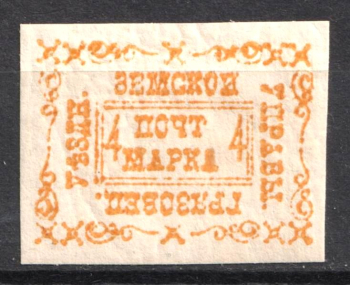 ЗЕМСКОЙ
УѢЗДН.
4 ПОЧТ 4
МАРКА
УПРАВЫ.
ГРЯЗОВЕЦ.